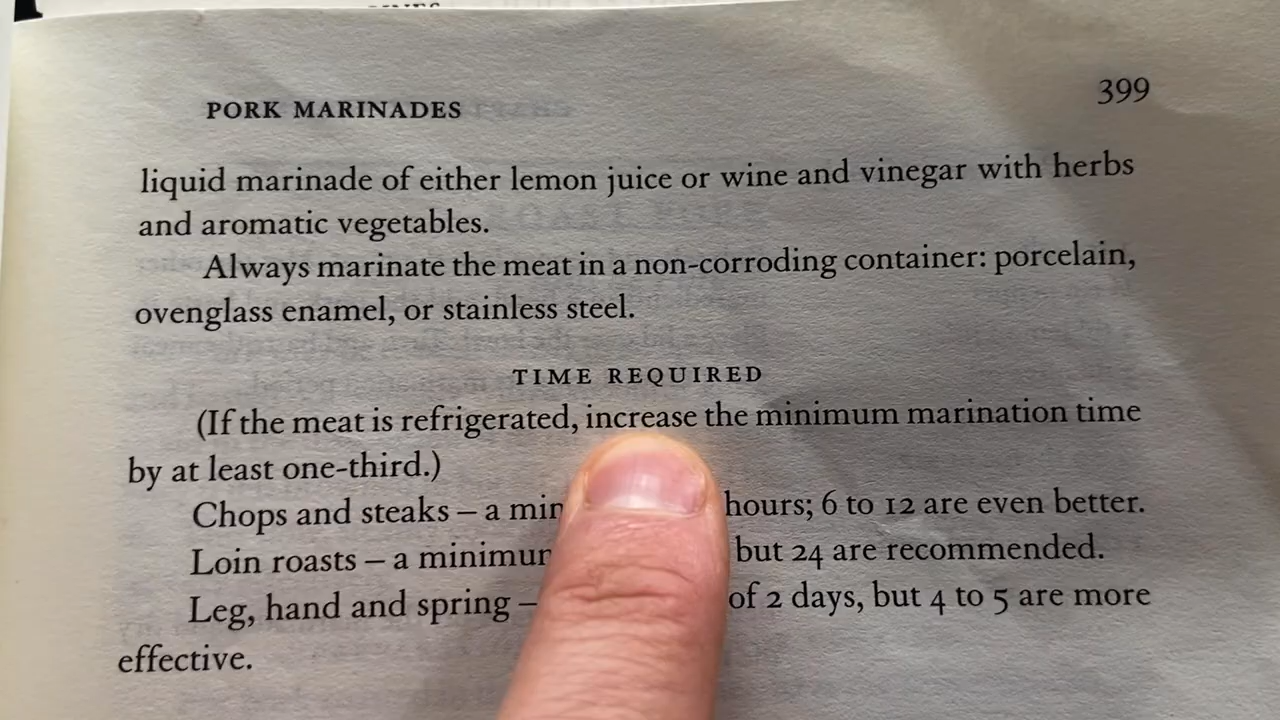 PORK MARINADES
399
liquid marinade of either lemon juice or wine and vinegar with herbs
and aromatic vegetables.
Always marinate the meat in a non-corroding container: porcelain,
ovenglass enamel, or stainless steel.
TIME REQUIRED
(If the meat is refrigerated, increase the minimum marination time
by at least one-third.)
Chops and steaks – a hours; 6 to 12 are even better.
Loin roasts – a but 24 are recommended.
Leg, hand and spring – of 2 days, but 4 to 5 are more
effective.